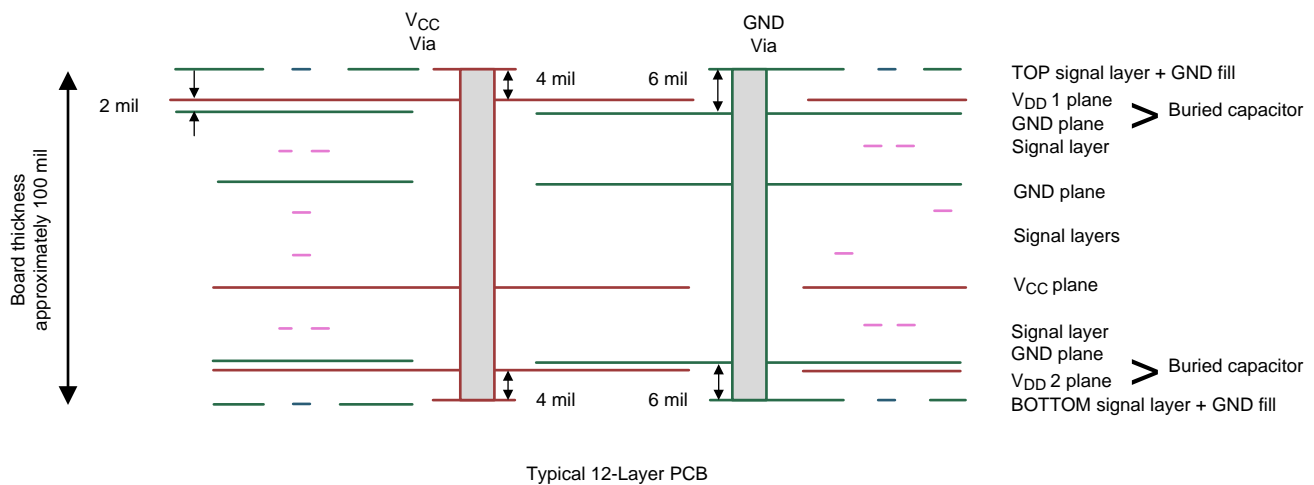 VCC
Via
GND
Via
4 mil
6 mil
2 mil
Board thickness
approximately 100 mil
TOP signal layer + GND fill
VDD 1 plane
GND plane
> Buried capacitor
Signal layer
GND plane
Signal layers
VCC plane
Signal layer
GND plane
VDD 2 plane
> Buried capacitor
BOTTOM signal layer + GND fill
4 mil
6 mil
Typical 12-Layer PCB